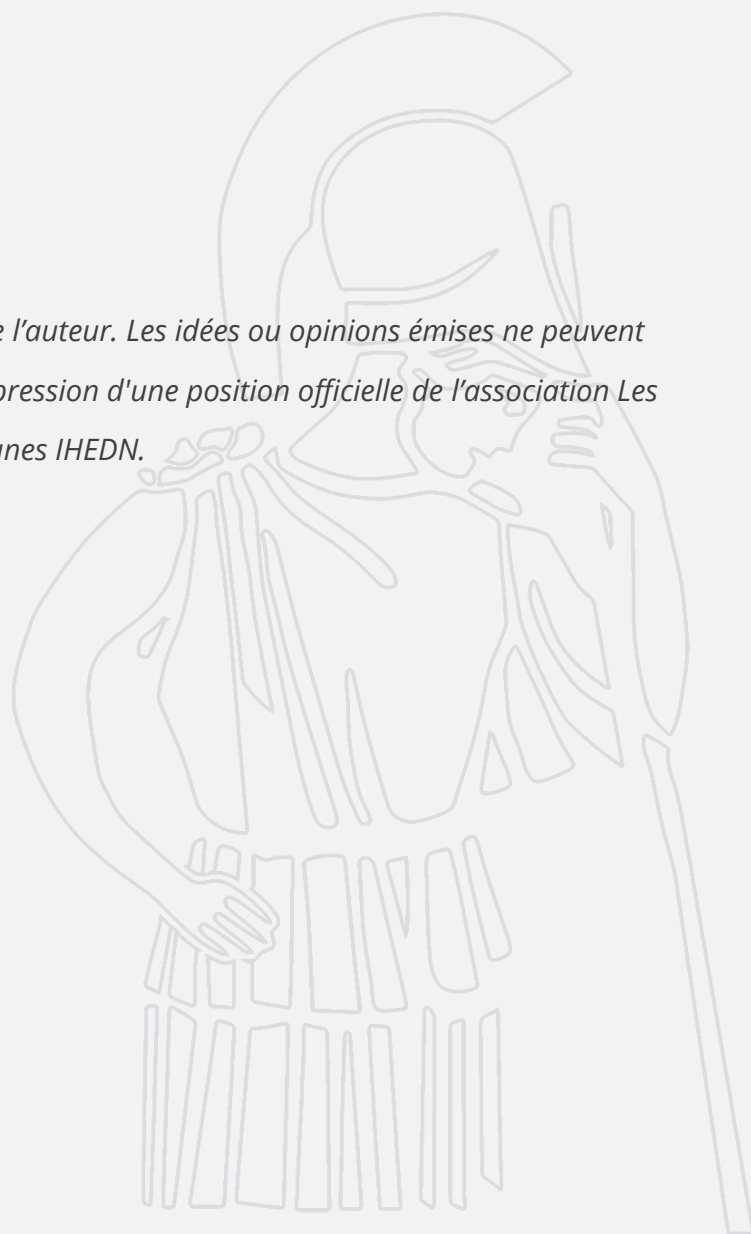 e l’auteur. Les idées ou opinions émises ne peuvent
pression d'une position officielle de l’association Les
unes IHEDN.